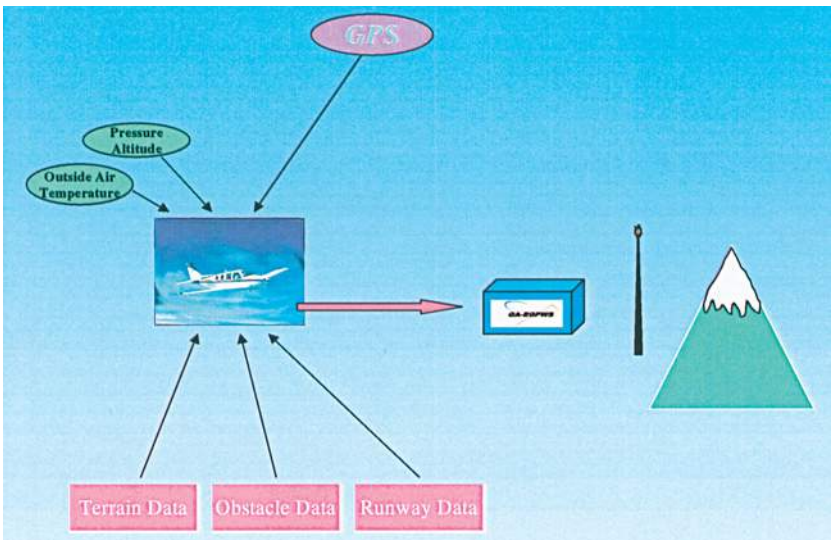 GPS
Pressure
Altitude
Outside Air
Temperature
GA-EGPWS
Terrain Data
Obstacle Data
Runway Data